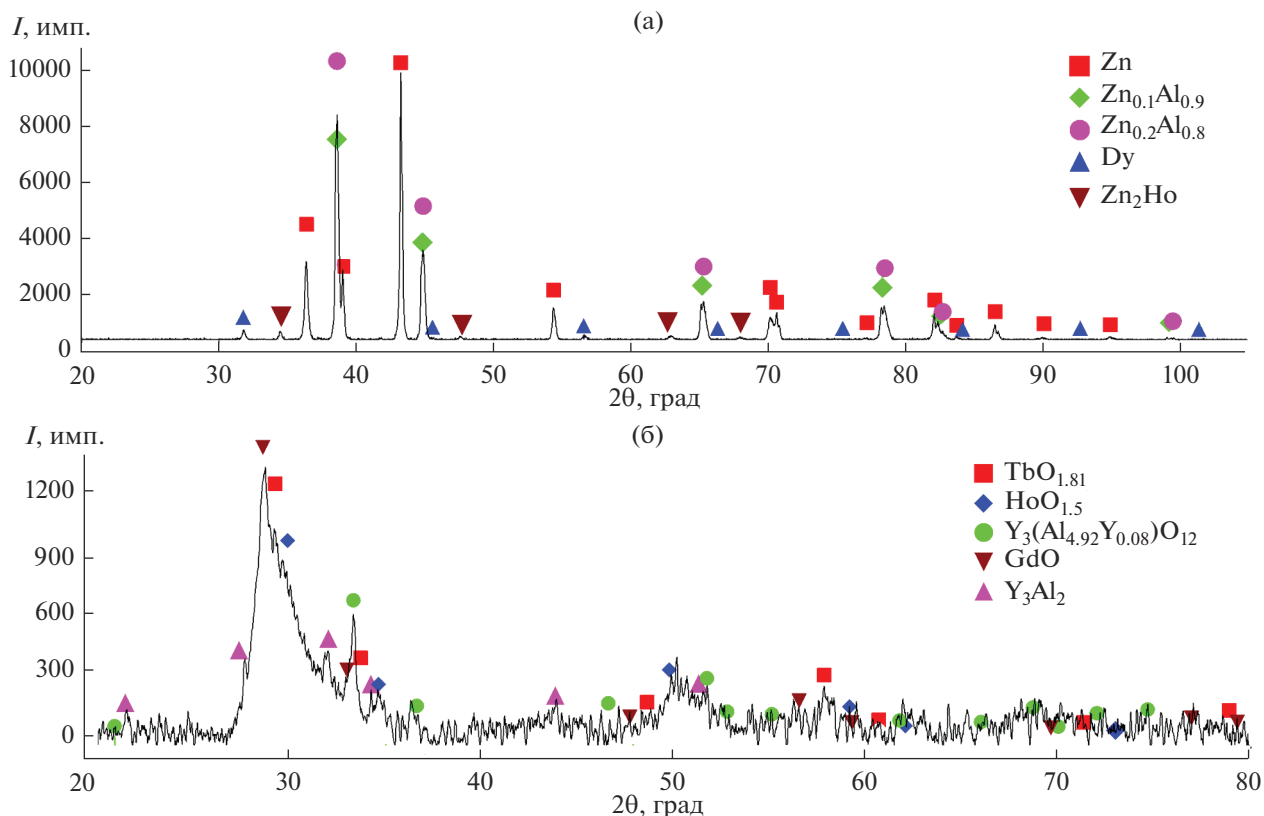 (а)
I, имп.
10000
8000
6000
4000
2000
0
Zn
Zn0.1Al0.9
Zn0.2Al0.8
Dy
Zn2Ho
20 30 40 50 60 70 80 90 100
2θ, град
(б)
I, имп.
1200
900
600
300
0
TbO1.81
HoO1.5
Y3(Al4.92Y0.08)O12
GdO
Y3Al2
20 30 40 50 60 70 80
2θ, град